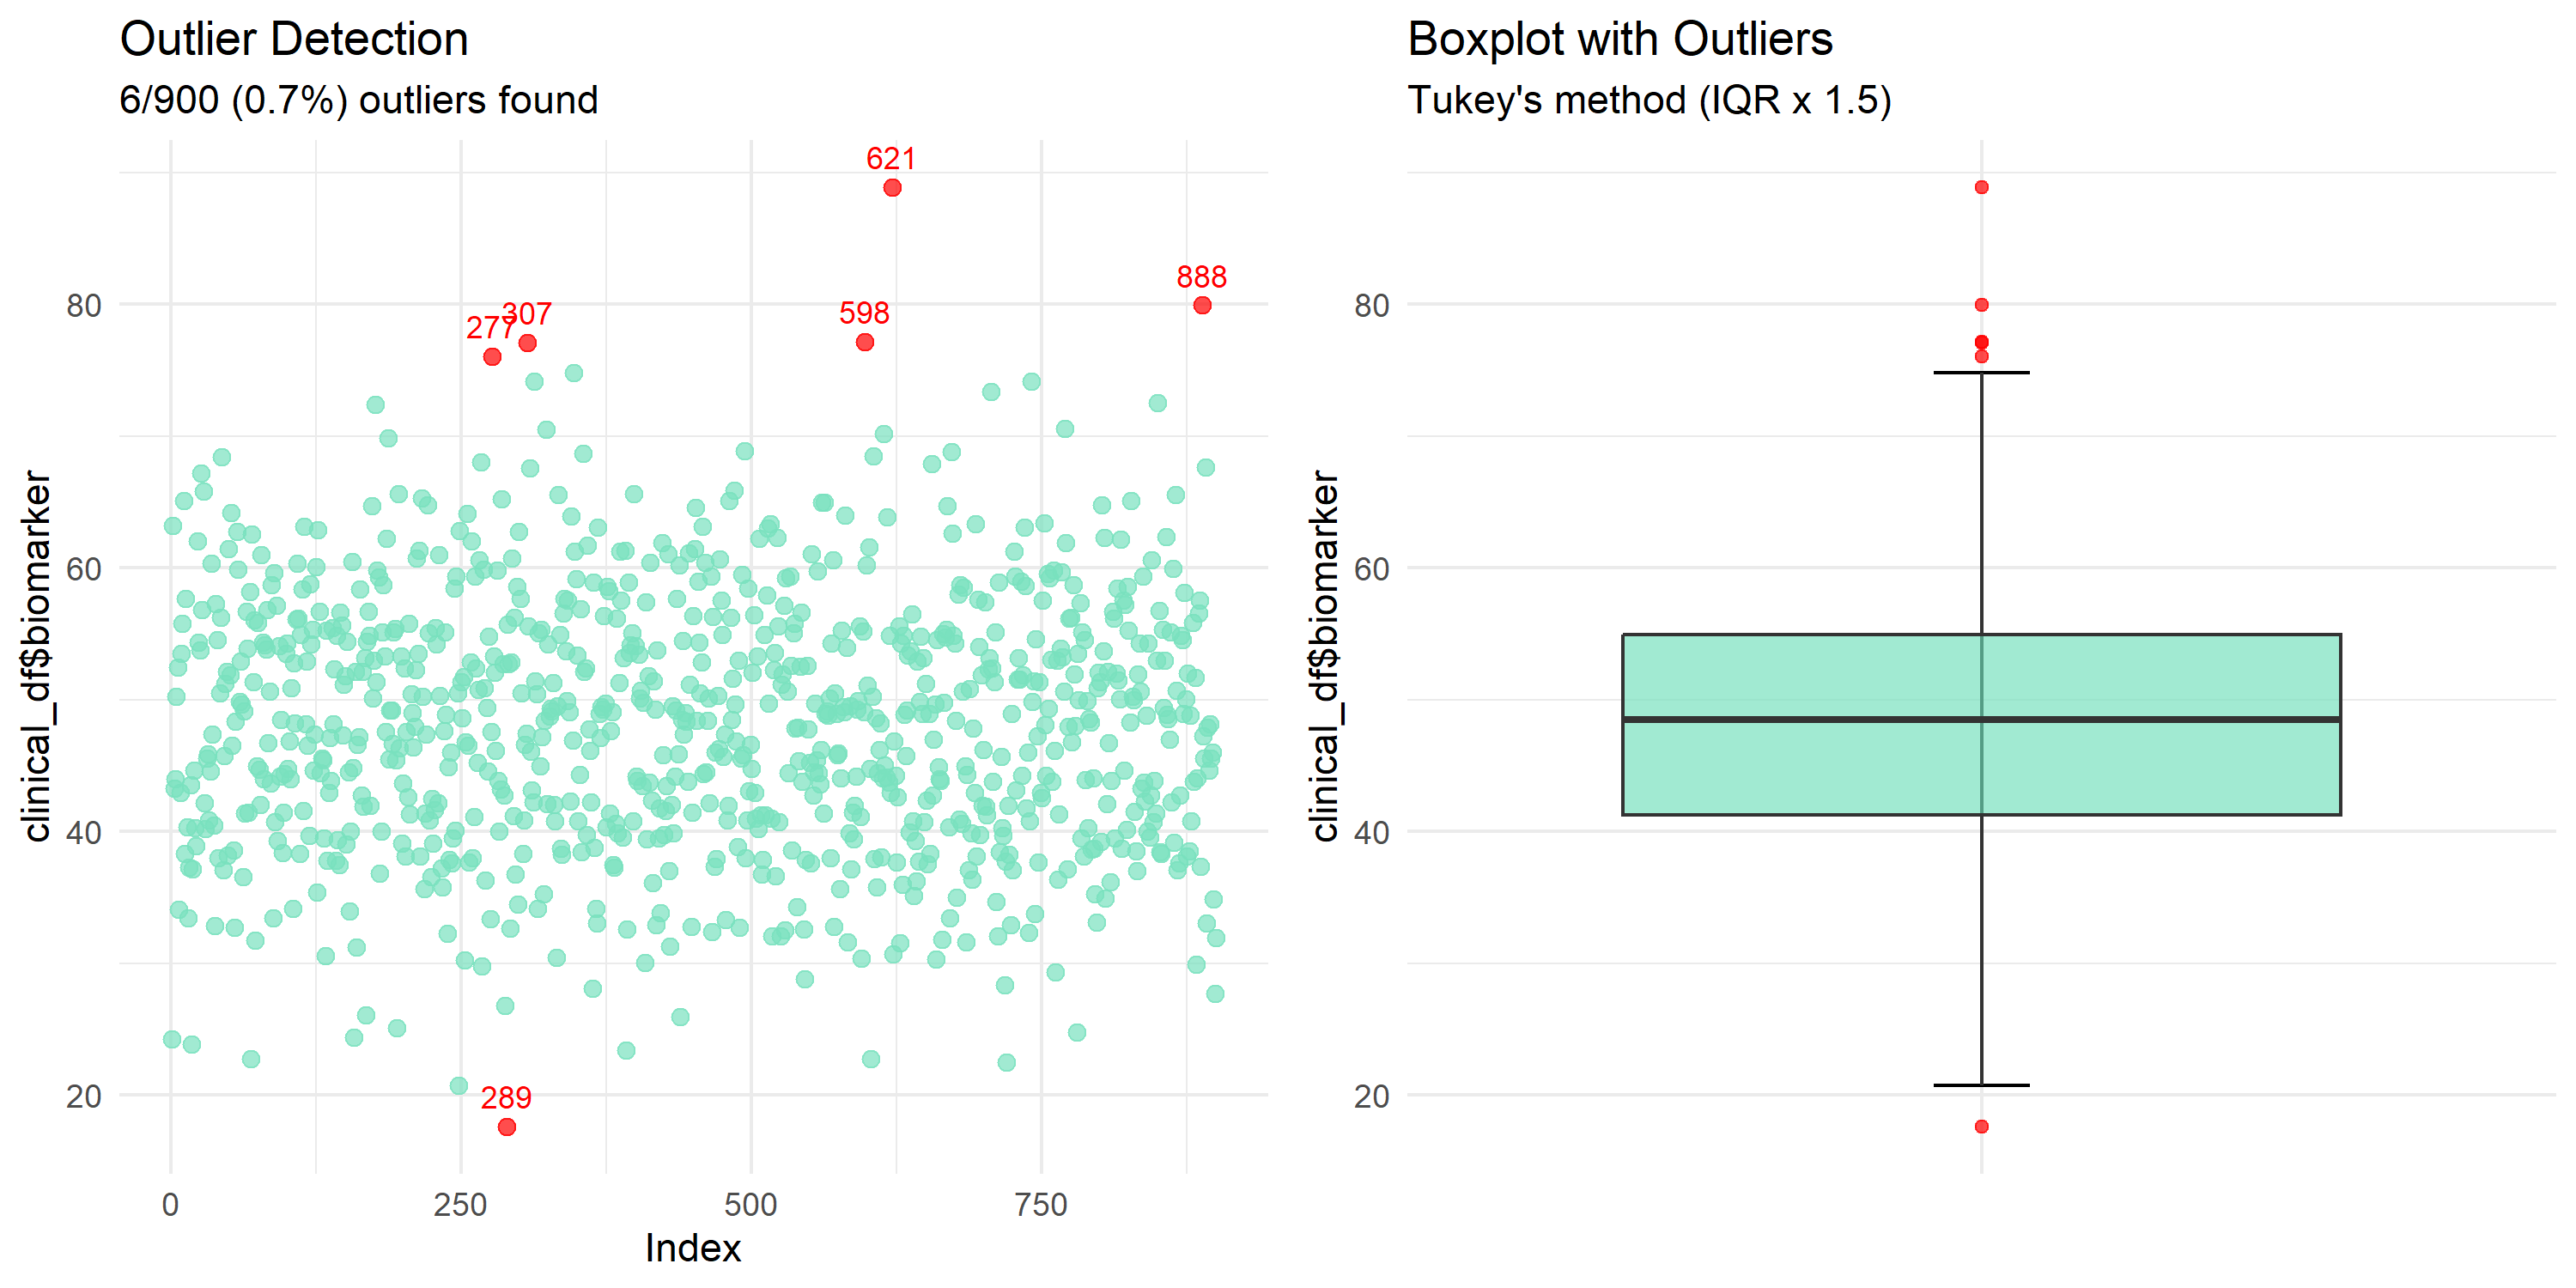 Outlier Detection
6/900 (0.7%) outliers found
clinical_df$biomarker
80
60
40
20
621
888
598
307
277
289
0
250
500
750
Index
Boxplot with Outliers
Tukey's method (IQR x 1.5)
clinical_df$biomarker
80
60
40
20